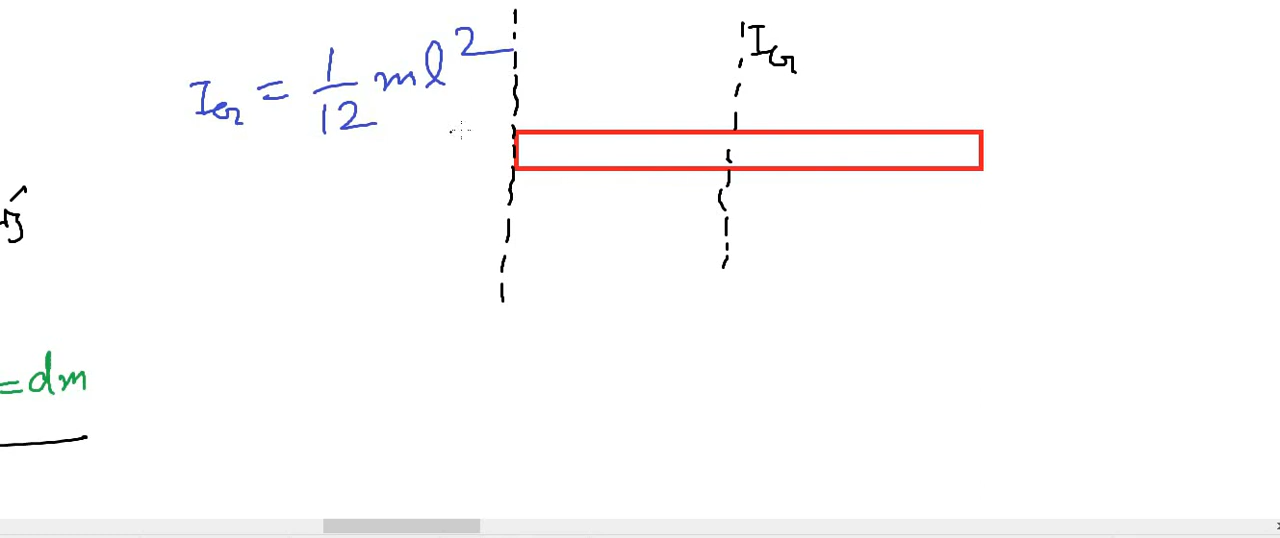 I_G = 1/12 ml²
I_G
= dm